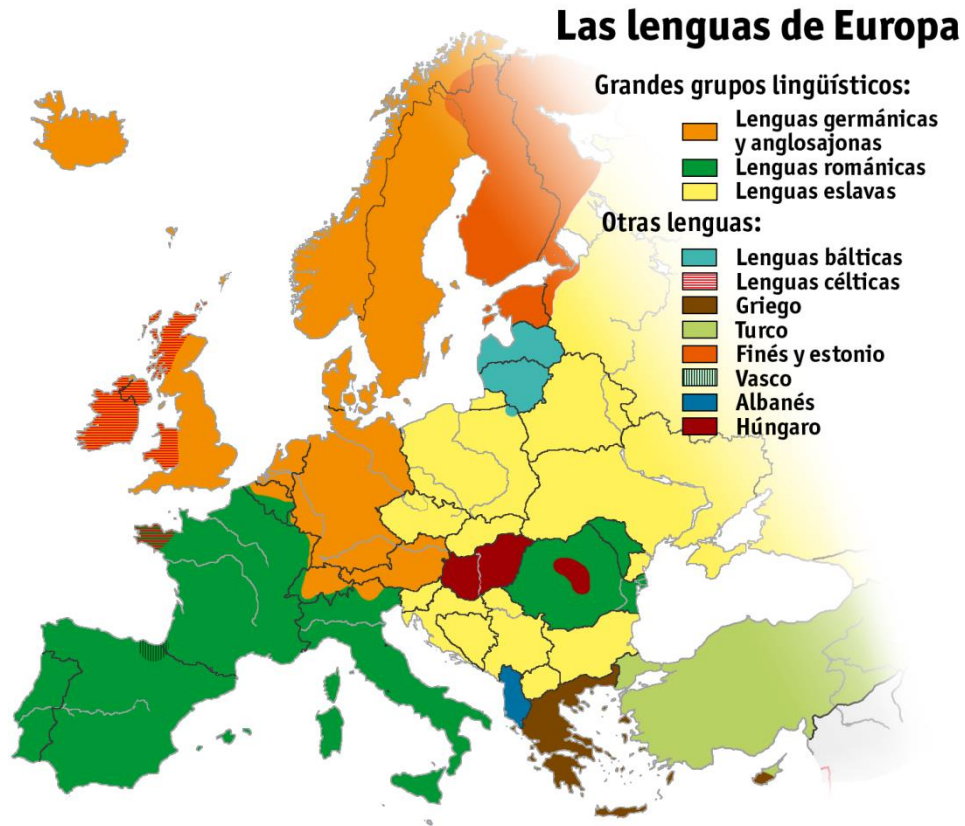 Las lenguas de Europa
Grandes grupos lingüísticos:
Lenguas germánicas
y anglosajonas
Lenguas románicas
Lenguas eslavas
Otras lenguas:
Lenguas bálticas
Lenguas célticas
Griego
Turco
Finés y estonio
Vasco
Albanés
Húngaro